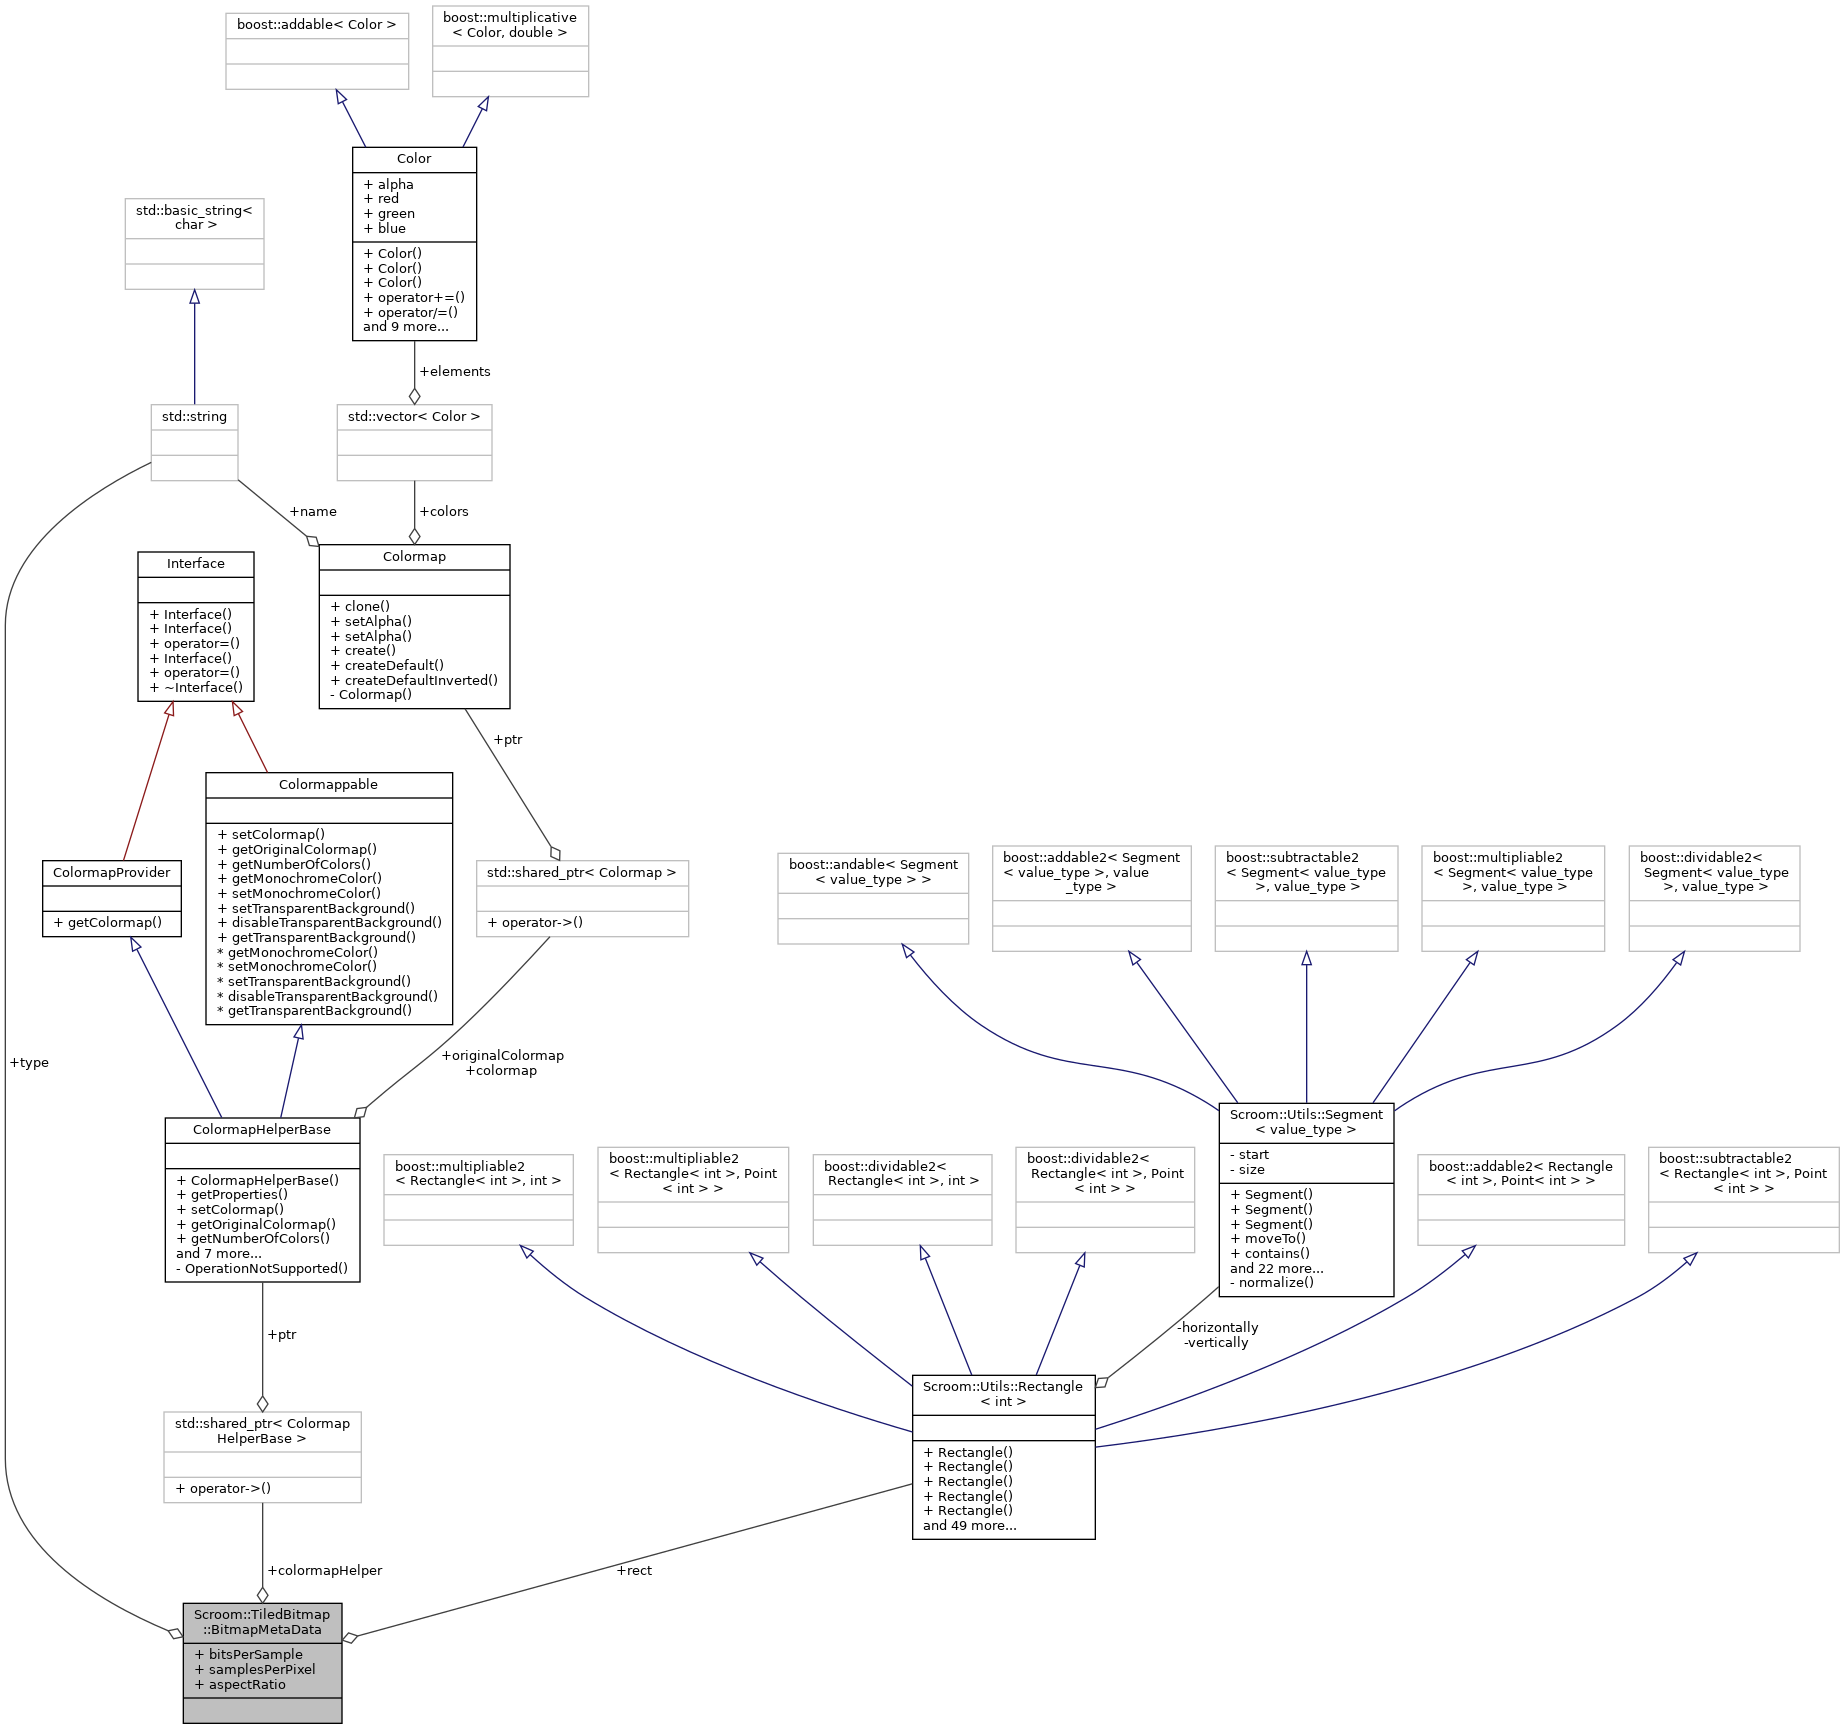 boost::addable< Color >
boost::multiplicative
< Color, double >
Color
+ alpha
+ red
+ green
+ blue
+ Color()
+ Color()
+ Color()
+ operator+=()
+ operator/=()
and 9 more...
std::basic_string<
char >
+elements
std::string
std::vector< Color >
+name
+colors
Interface
+ Interface()
+ Interface()
+ operator=()
+ Interface()
+ operator=()
+ ~Interface()
Colormap
+ clone()
+ setAlpha()
+ setAlpha()
+ create()
+ createDefault()
+ createDefaultInverted()
- Colormap()
+ptr
Colormappable
+ setColormap()
+ getOriginalColormap()
+ getNumberOfColors()
+ getMonochromeColor()
+ setMonochromeColor()
+ setTransparentBackground()
+ disableTransparentBackground()
+ getTransparentBackground()
* getMonochromeColor()
* setMonochromeColor()
* setTransparentBackground()
* disableTransparentBackground()
* getTransparentBackground()
ColormapProvider
+ getColormap()
std::shared_ptr< Colormap >
+ operator->()
boost::andable< Segment
< value_type > >
boost::addable2< Segment
< value_type >, value
_type >
boost::subtractable2
< Segment< value_type
>, value_type >
boost::multipliable2
< Segment< value_type
>, value_type >
boost::dividable2<
Segment< value_type
>, value_type >
+type
+originalColormap
+colormap
ColormapHelperBase
+ ColormapHelperBase()
+ getProperties()
+ setColormap()
+ getOriginalColormap()
+ getNumberOfColors()
and 7 more...
- OperationNotSupported()
boost::multipliable2
< Rectangle< int >, int >
boost::multipliable2
< Rectangle< int >, Point
< int > >
boost::dividable2<
Rectangle< int >, int >
boost::dividable2<
Rectangle< int >, Point
< int > >
Scroom::Utils::Segment
< value_type >
- start
- size
+ Segment()
+ Segment()
+ Segment()
+ moveTo()
+ contains()
and 22 more...
- normalize()
boost::addable2< Rectangle
< int >, Point< int > >
boost::subtractable2
< Rectangle< int >, Point
< int > >
+ptr
-horizontally
-vertically
Scroom::Utils::Rectangle
< int >
+ Rectangle()
+ Rectangle()
+ Rectangle()
+ Rectangle()
+ Rectangle()
and 49 more...
std::shared_ptr< Colormap
HelperBase >
+ operator->()
+colormapHelper
+rect
Scroom::TiledBitmap
::BitmapMetaData
+ bitsPerSample
+ samplesPerPixel
+ aspectRatio